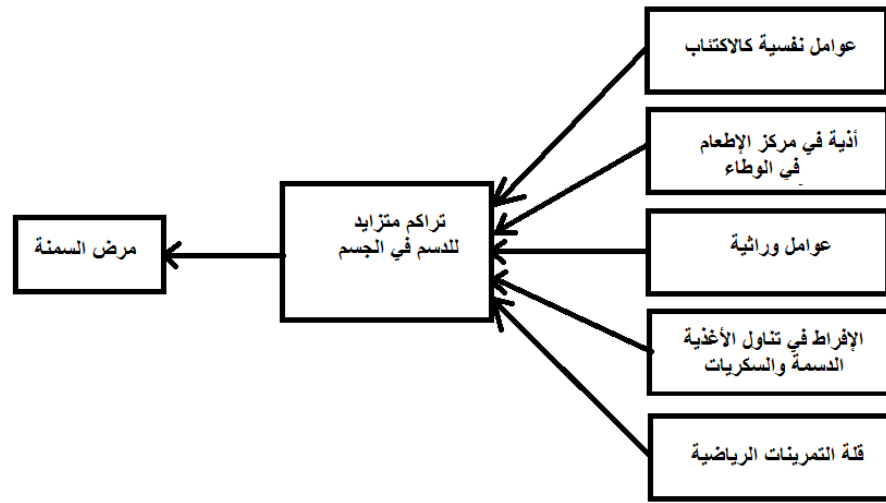 عوامل نفسية كالاكتئاب
أذية في مركز الإطعام
في الوطاء
عوامل وراثية
الإفراط في تناول الأغذية
الدسمة والسكريات
قلة التمرينات الرياضية
تراكم متزايد
للدسم في الجسم
مرض السمنة